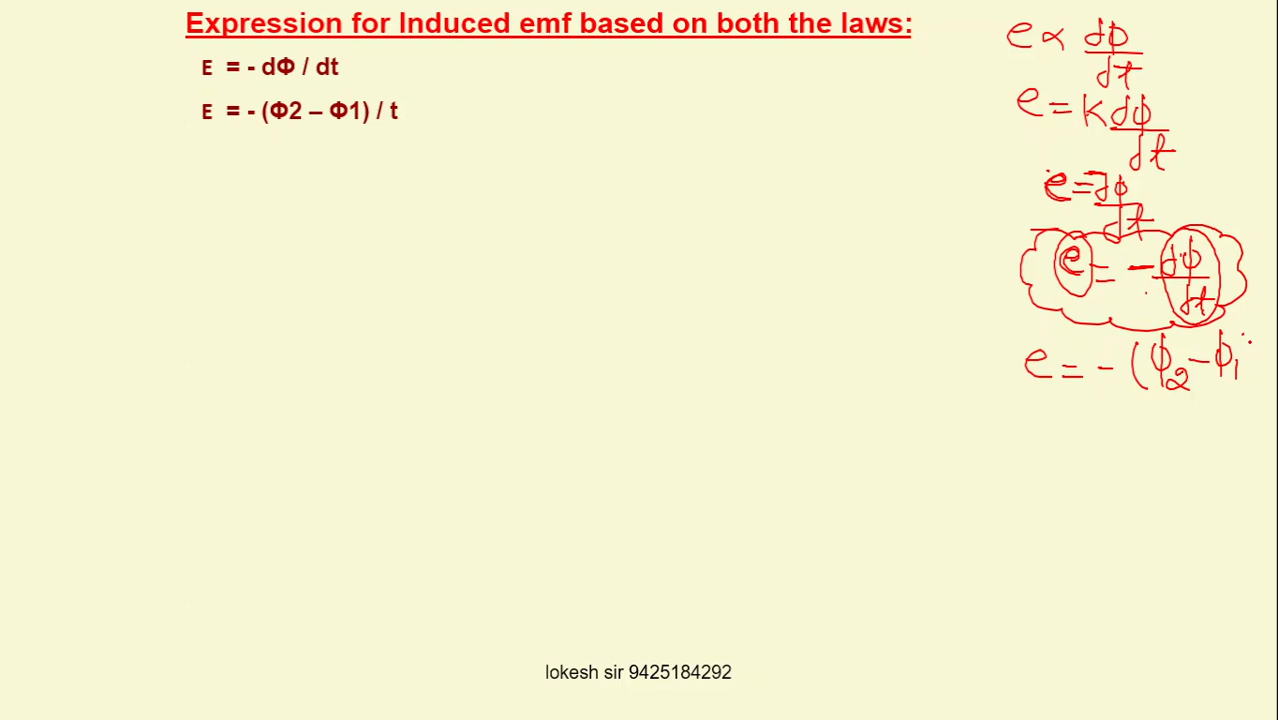 Expression for Induced emf based on both the laws:
E = - dΦ / dt
E = - (Φ2 – Φ1) / t
e ∝ dϕ/dt
e = K dϕ/dt
e = dϕ/dt
e = - dϕ/dt
e = - (ϕ2 - ϕ1
lokesh sir 9425184292